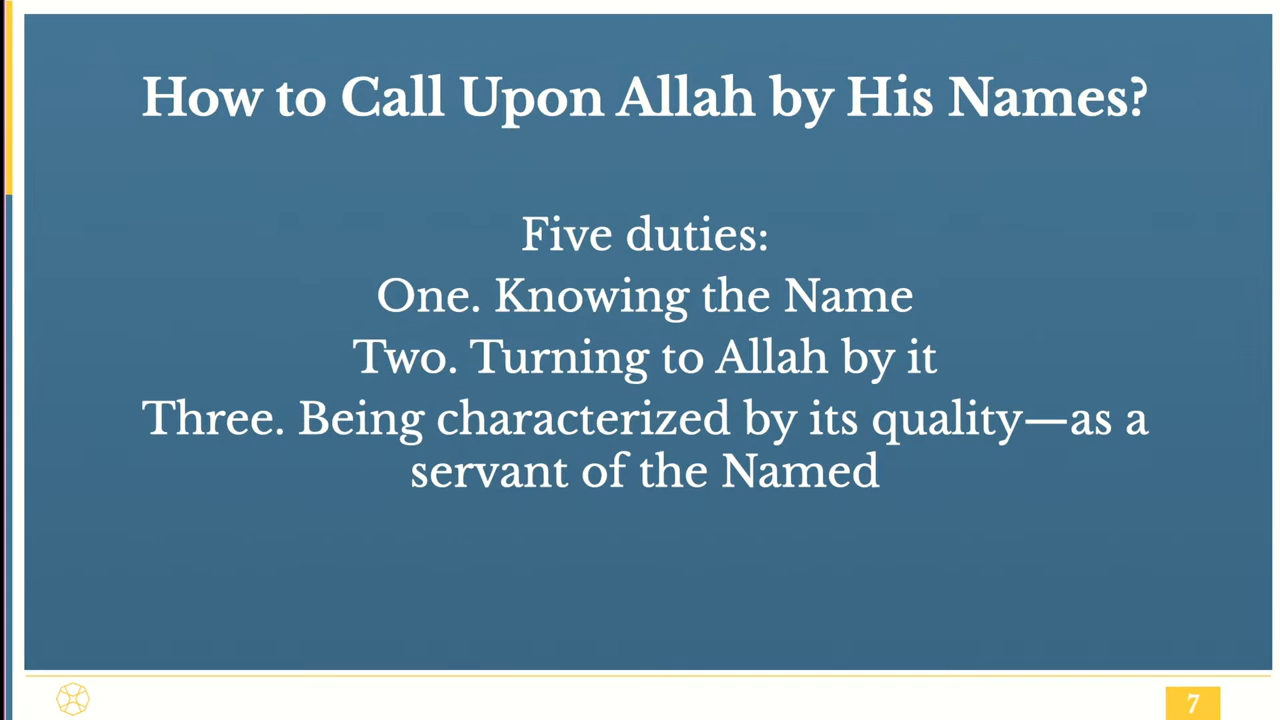 How to Call Upon Allah by His Names?
Five duties:
One. Knowing the Name
Two. Turning to Allah by it
Three. Being characterized by its quality—as a
servant of the Named
7